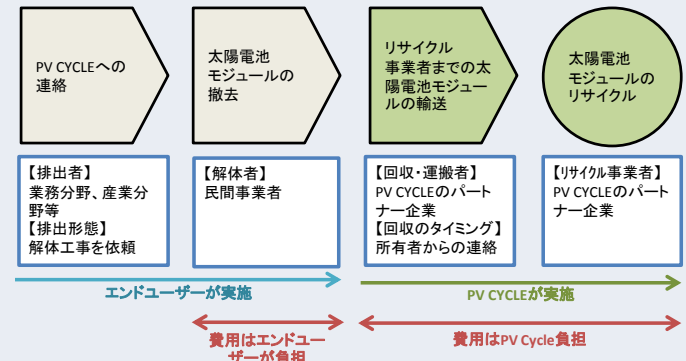 PV CYCLEへの
連絡
太陽電池
モジュールの
撤去
リサイクル
事業者までの太
陽電池モジュー
ルの輸送
太陽電池
モジュールの
リサイクル
【排出者】
業務分野、産業分
野等
【排出形態】
解体工事を依頼
【解体者】
民間事業者
【回収・運搬者】
PV CYCLEのパート
ナー企業
【回収のタイミング】
所有者からの連絡
【リサイクル事業者】
PV CYCLEのパート
ナー企業
エンドユーザーが実施
PV CYCLEが実施
費用はエンドユー
ザーが負担
費用はPV Cycle負担